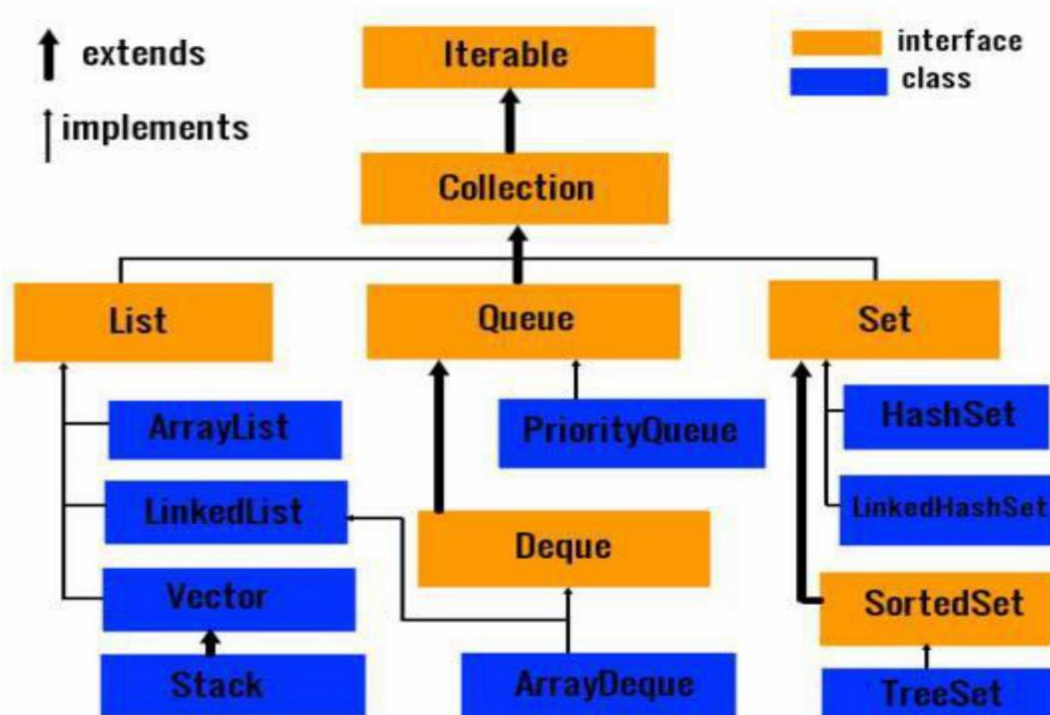 extends
implements
interface
class
Iterable
Collection
List
Queue
Set
ArrayList
PriorityQueue
HashSet
LinkedList
LinkedHashSet
Deque
Vector
SortedSet
Stack
ArrayDeque
TreeSet